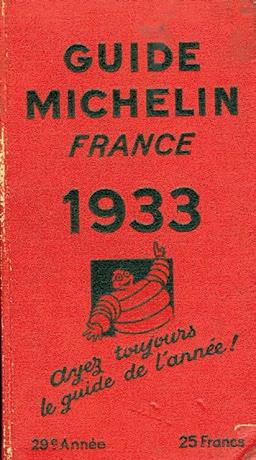 GUIDE
MICHELIN
FRANCE
1933
ayez toujours
le guide de l'année!
29e Année
25 Francs